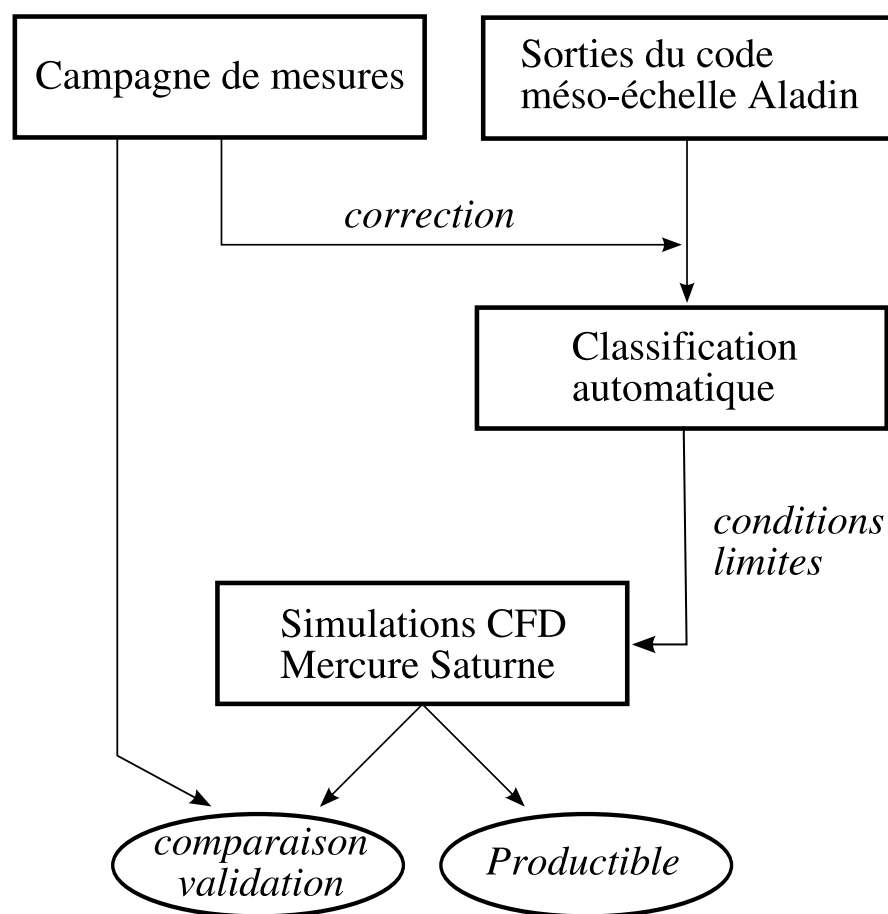 Campagne de mesures
Sorties du code
méso-échelle Aladin
correction
Classification
automatique
conditions
limites
Simulations CFD
Mercure Saturne
comparaison
validation
Productible